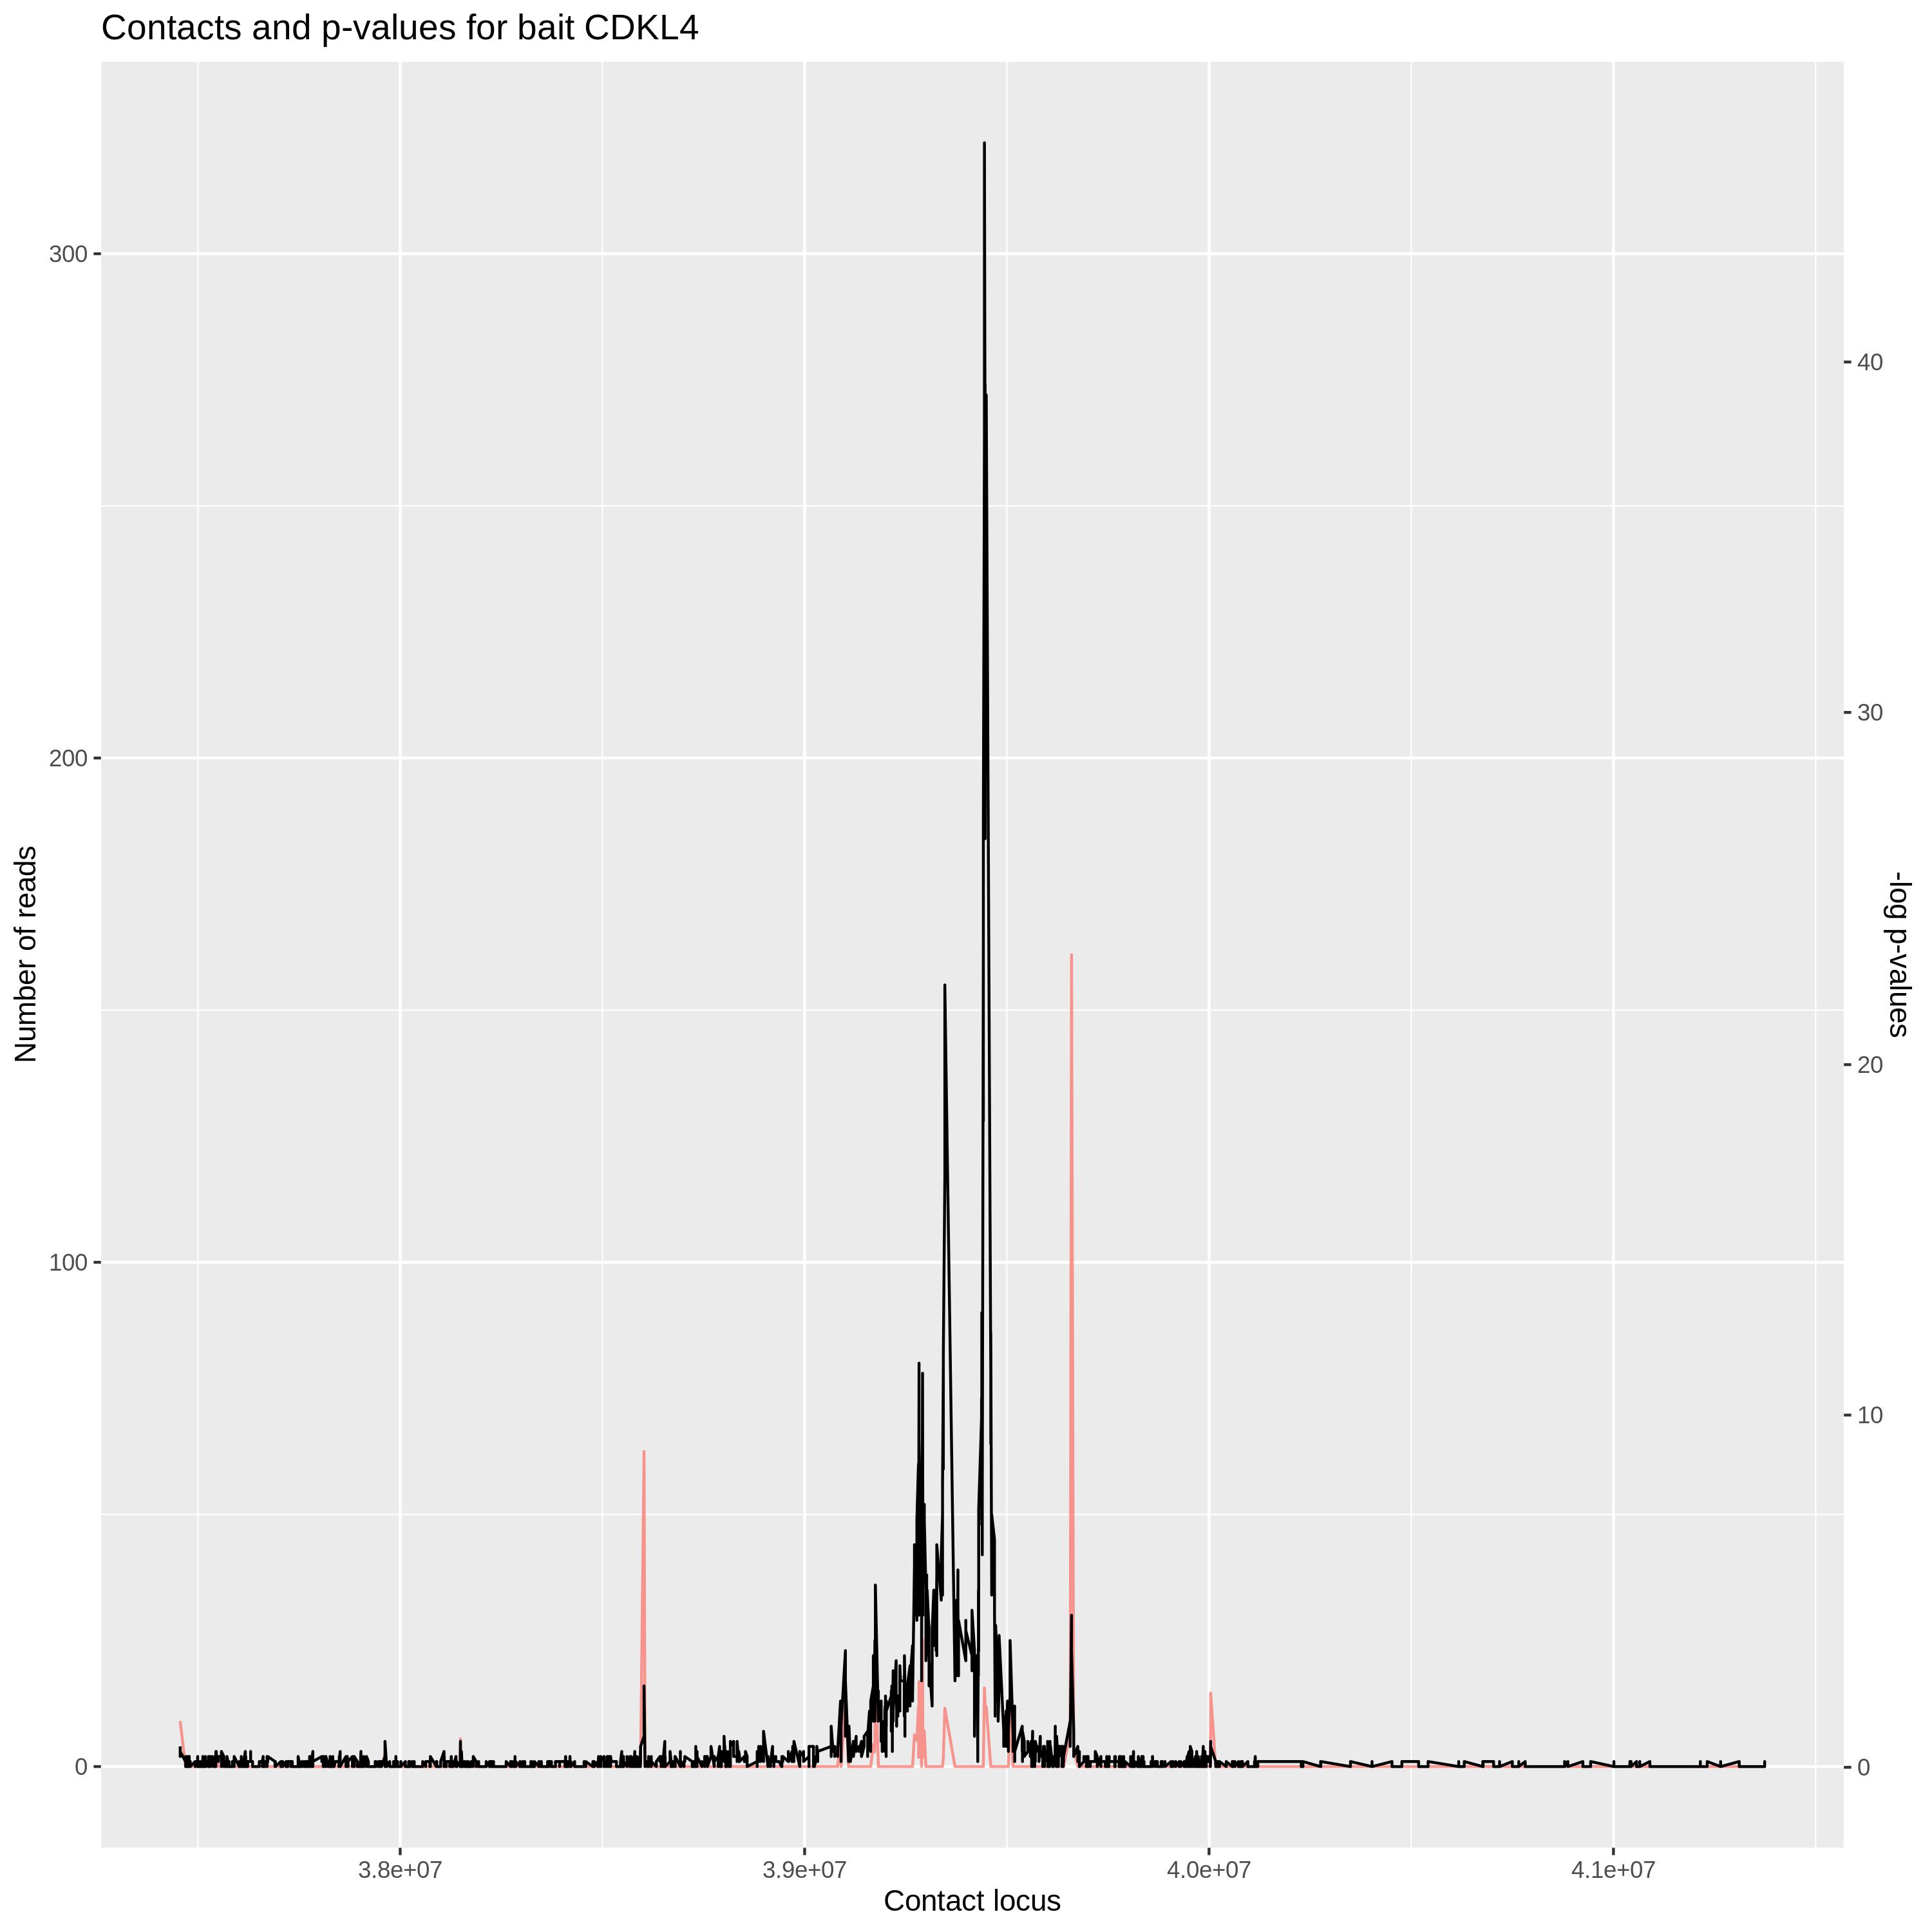 Contacts and p-values for bait CDKL4
300
200
100
0
Number of reads
40
30
20
10
0
-log p-values
3.8e+07
3.9e+07
4.0e+07
4.1e+07
Contact locus